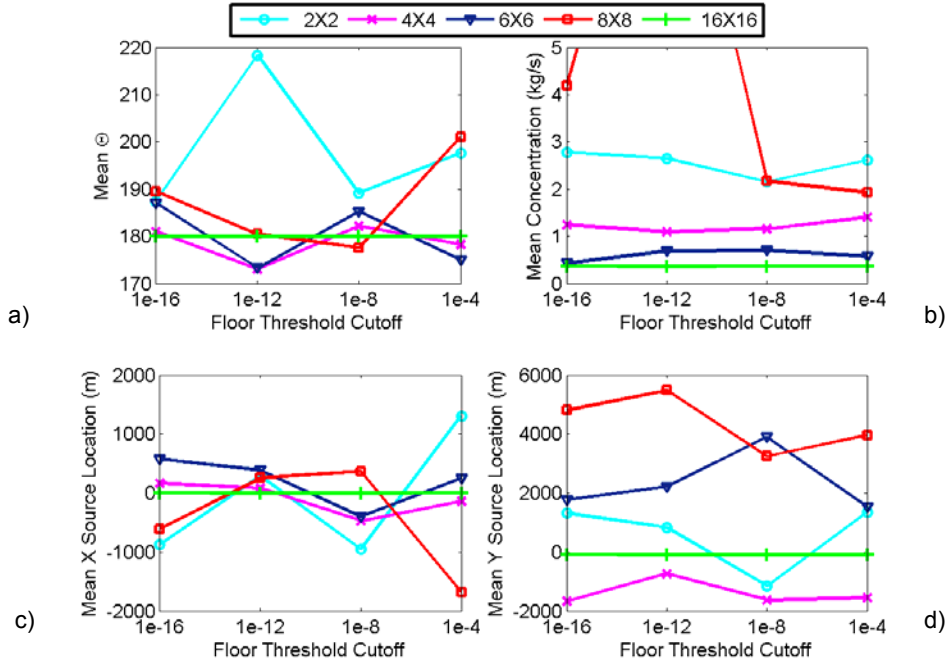 2X2 4X4 6X6 8X8 16X16
220
210
200
190
180
170
Mean Θ
1e-16 1e-12 1e-8 1e-4
Floor Threshold Cutoff
a)
5
4
3
2
1
0
Mean Concentration (kg/s)
1e-16 1e-12 1e-8 1e-4
Floor Threshold Cutoff
b)
2000
1000
0
-1000
-2000
Mean X Source Location (m)
1e-16 1e-12 1e-8 1e-4
Floor Threshold Cutoff
c)
6000
4000
2000
0
-2000
Mean Y Source Location (m)
1e-16 1e-12 1e-8 1e-4
Floor Threshold Cutoff
d)